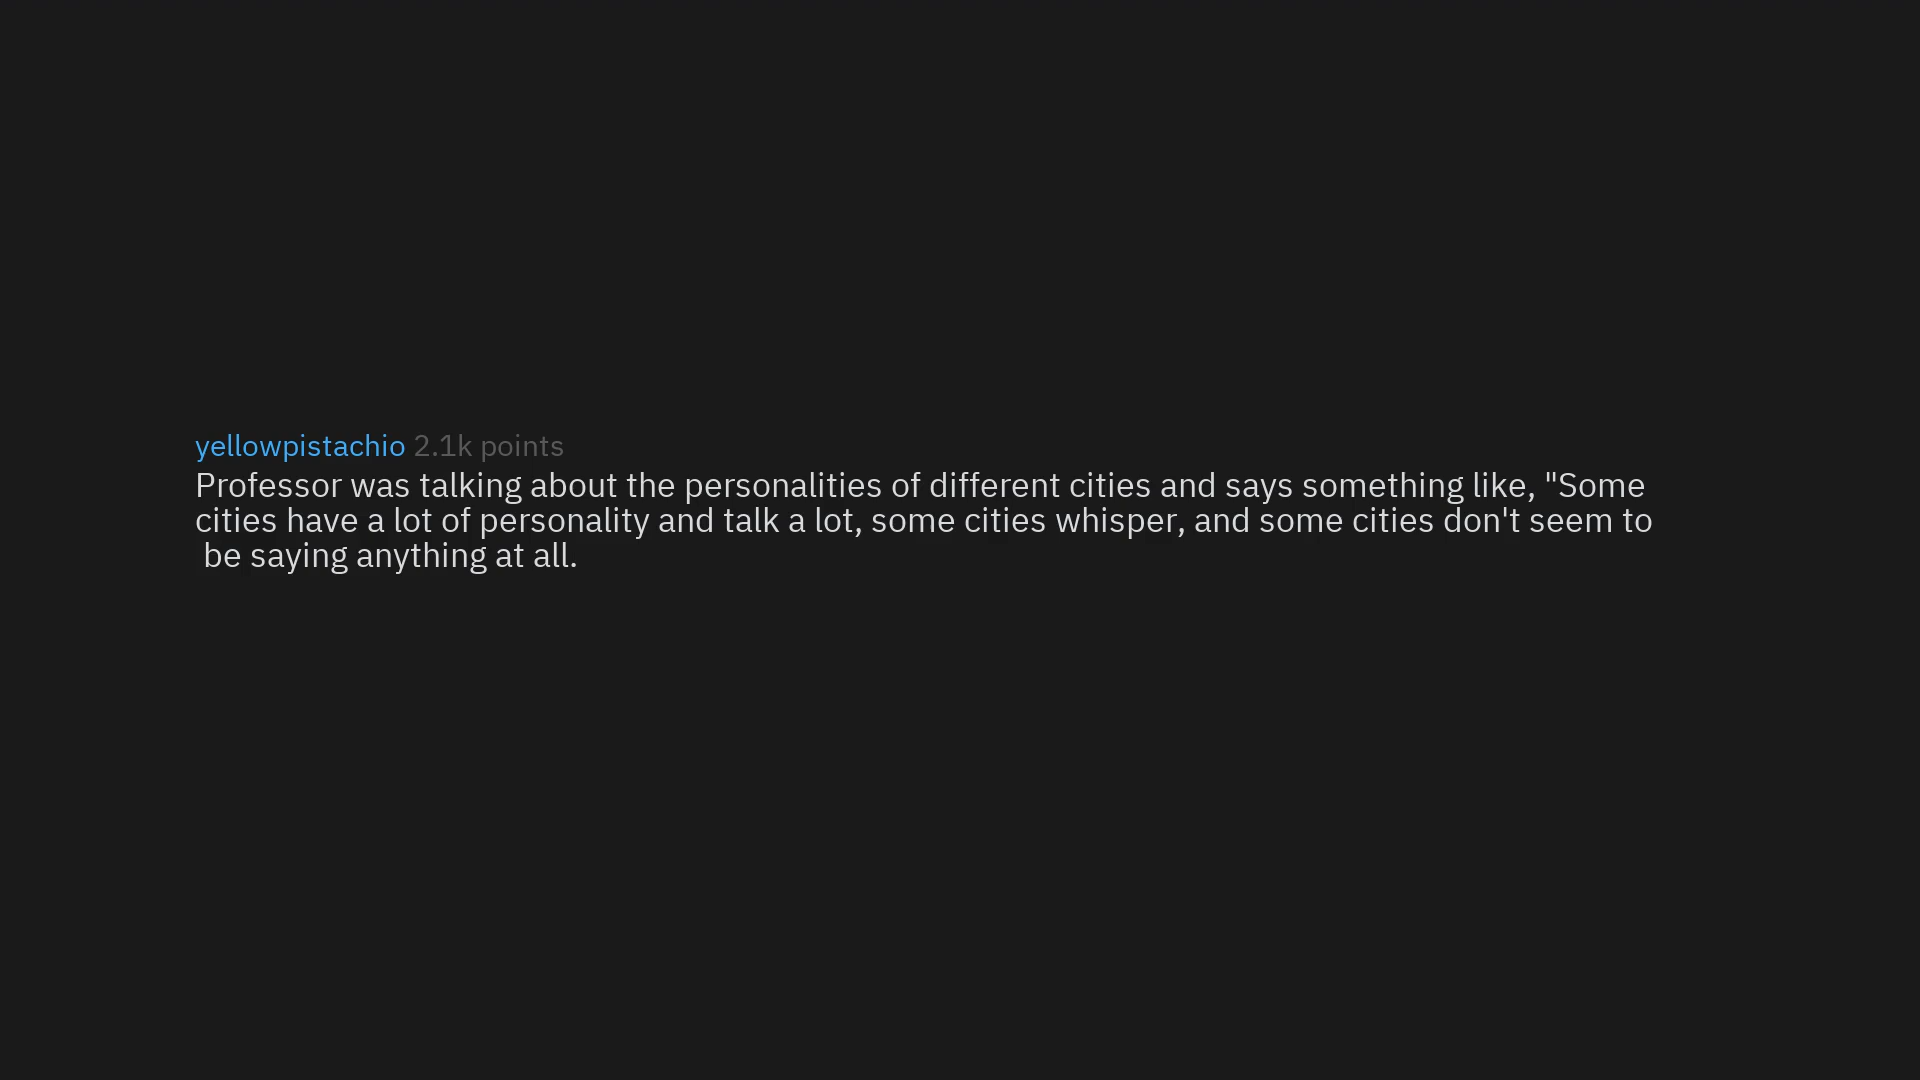 yellowpistachio 2.1k points
Professor was talking about the personalities of different cities and says something like, "Some
cities have a lot of personality and talk a lot, some cities whisper, and some cities don't seem to
be saying anything at all.